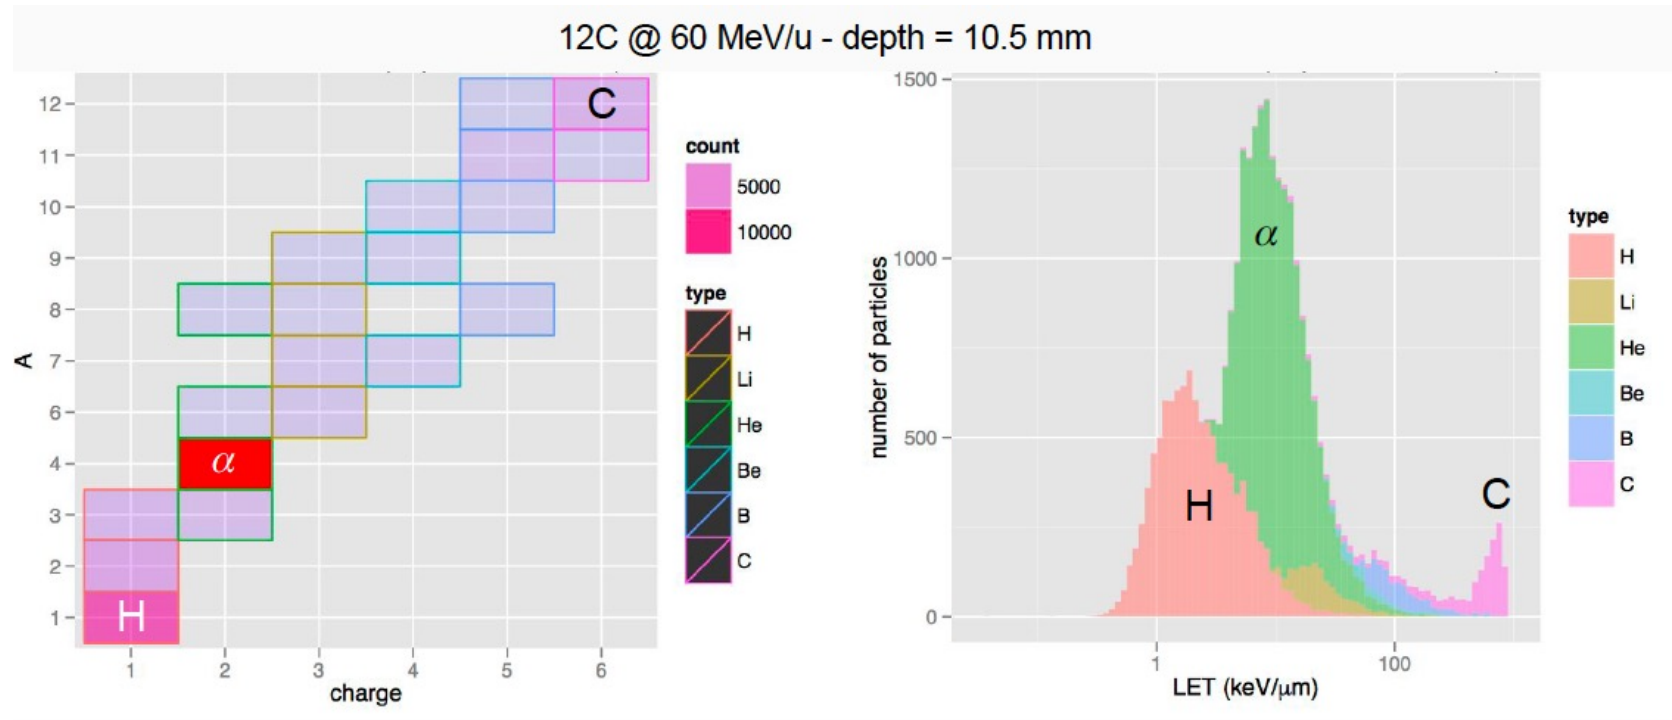 12C @ 60 MeV/u - depth = 10.5 mm
A
12
11
10
9
8
7
6
5
4
3
2
1
C
α
H
1 2 3 4 5 6
charge
count
5000
10000
type
H
Li
He
Be
B
C
number of particles
1500
1000
500
0
α
H
C
1 100
LET (keV/μm)
type
H
Li
He
Be
B
C